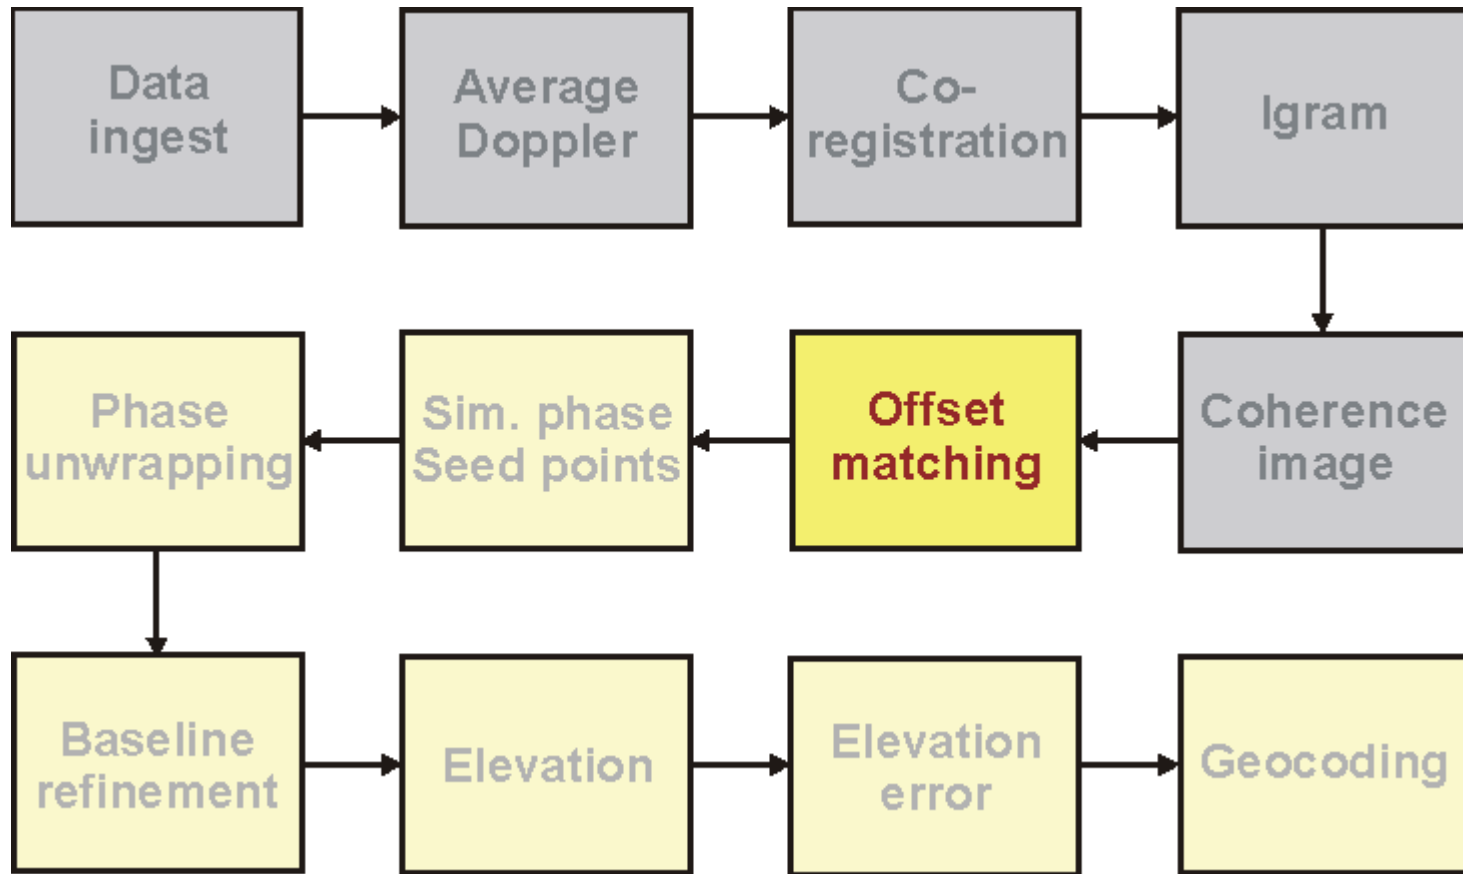 Data
ingest
Average
Doppler
Co-
registration
Igram
Coherence
image
Offset
matching
Sim. phase
Seed points
Phase
unwrapping
Baseline
refinement
Elevation
Elevation
error
Geocoding